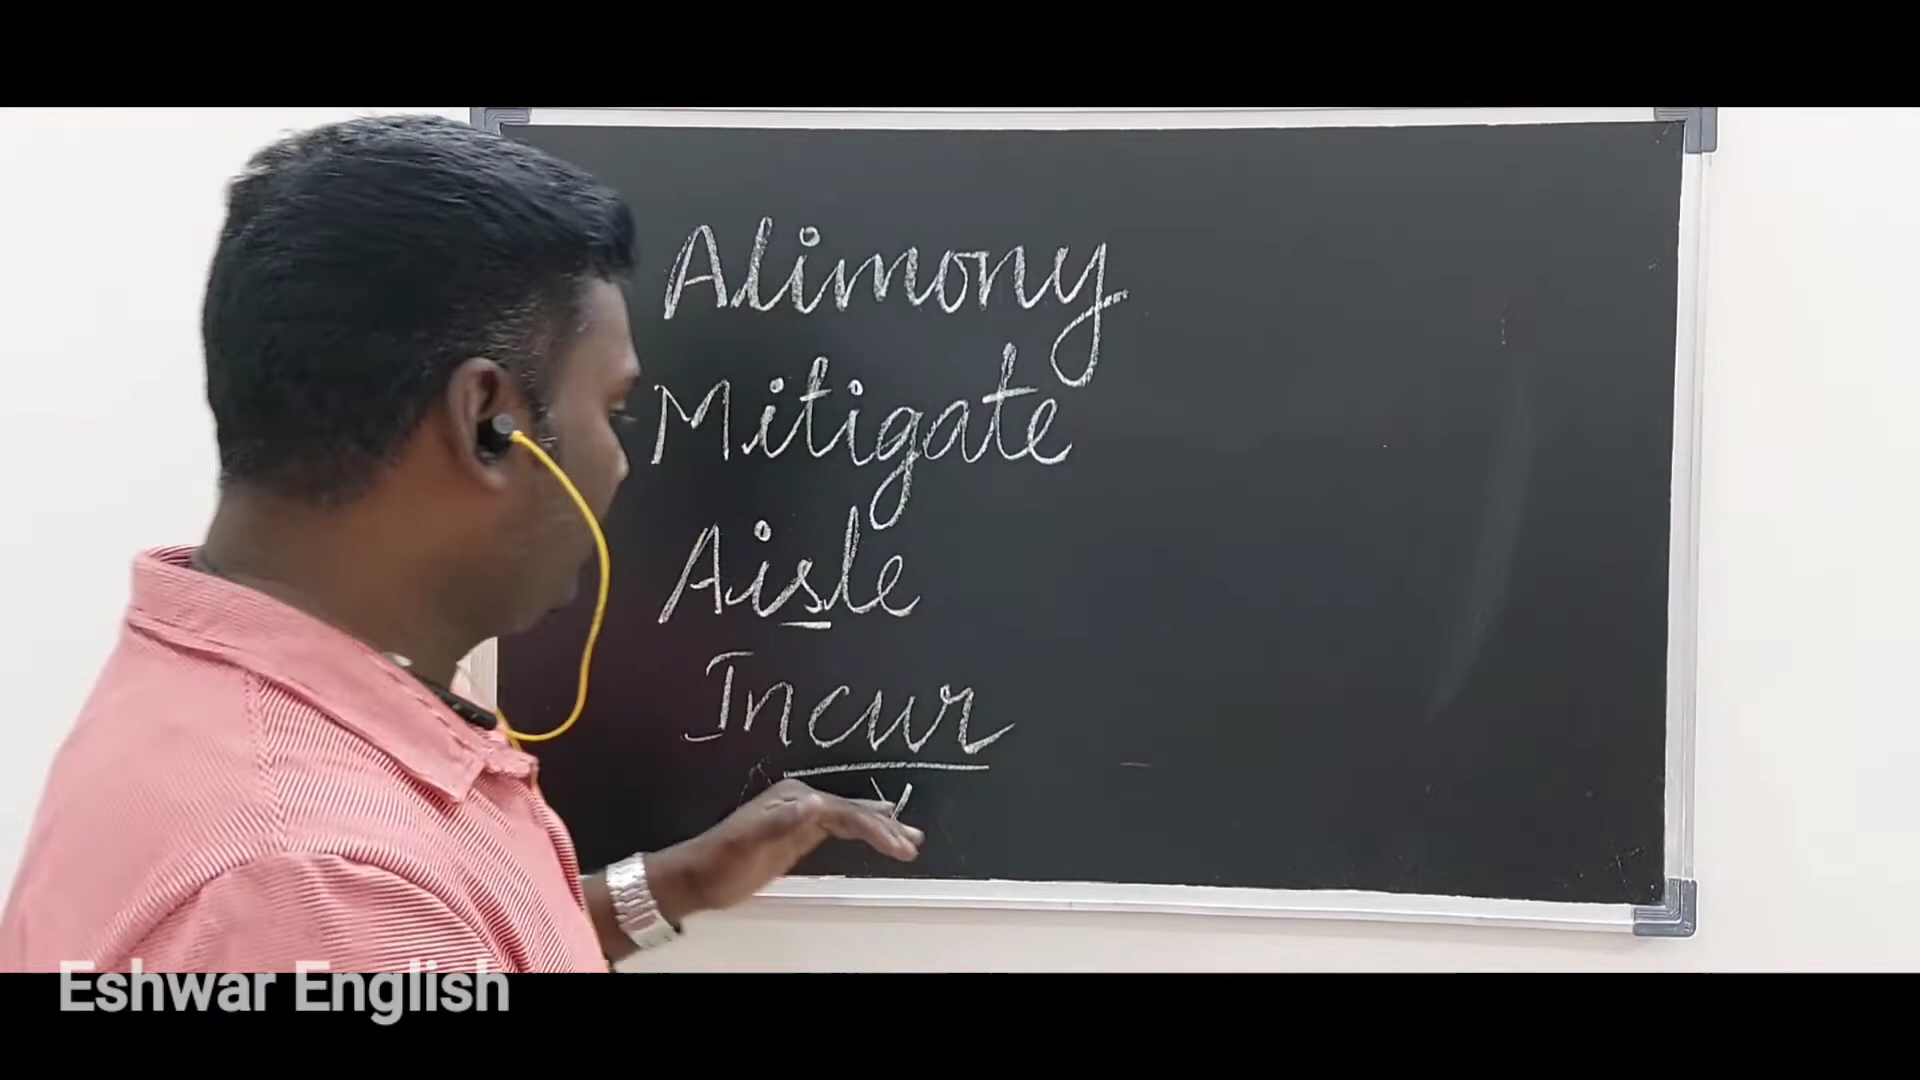 Alimony
Mitigate
Aisle
Incur
Eshwar English